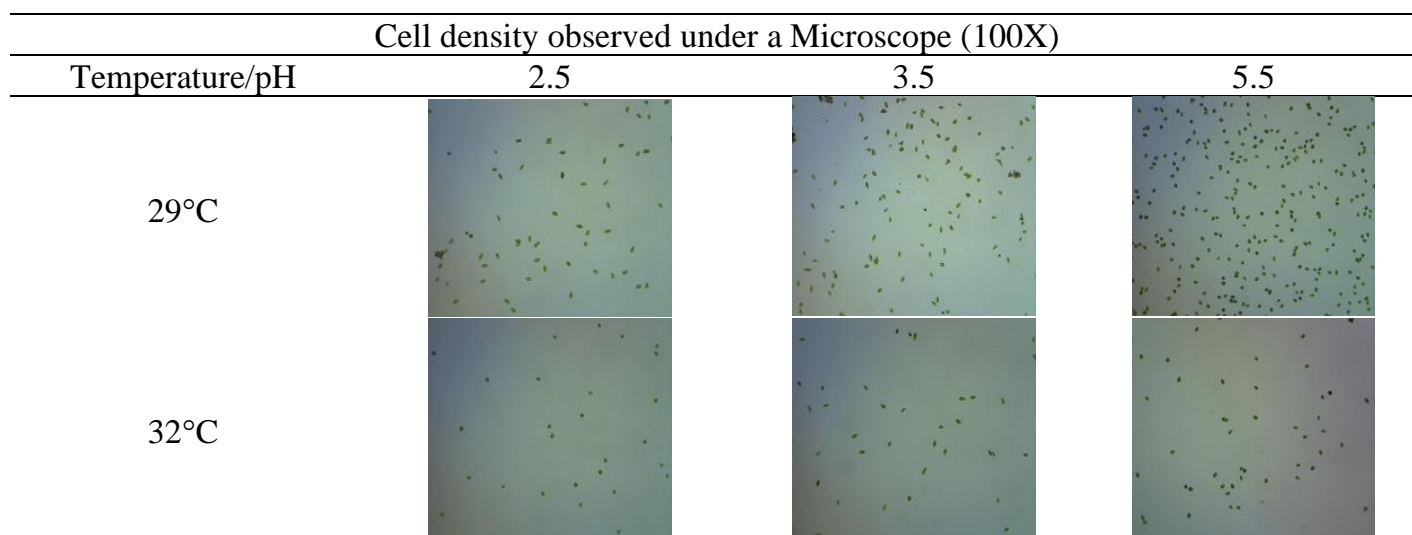 Cell density observed under a Microscope (100X)
Temperature/pH 2.5 3.5 5.5
29°C
32°C